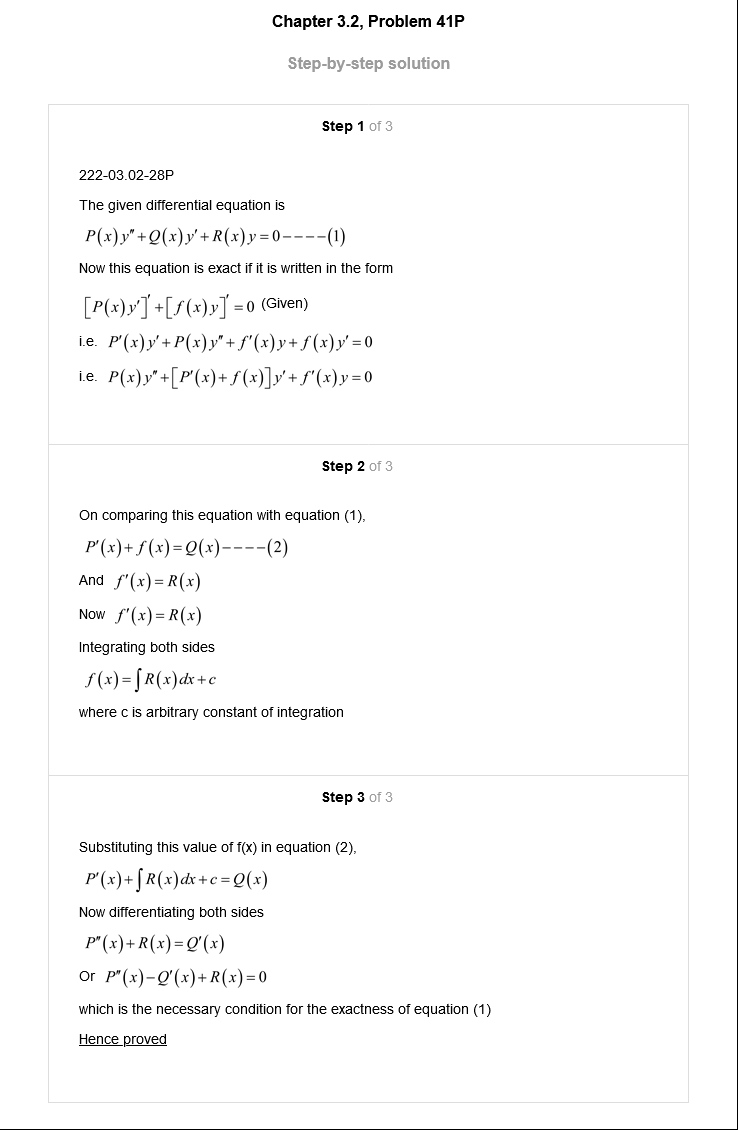 Chapter 3.2, Problem 41P
Step-by-step solution
Step 1 of 3
222-03.02-28P
The given differential equation is
P(x)y″+Q(x)y′+R(x)y=0----(1)
Now this equation is exact if it is written in the form
[P(x)y′]′+[f(x)y]′=0 (Given)
i.e. P′(x)y′+P(x)y″+f′(x)y+f(x)y′=0
i.e. P(x)y″+[P′(x)+f(x)]y′+f′(x)y=0
Step 2 of 3
On comparing this equation with equation (1),
P′(x)+f(x)=Q(x)----(2)
And f′(x)=R(x)
Now f′(x)=R(x)
Integrating both sides
f(x)=∫R(x)dx+c
where c is arbitrary constant of integration
Step 3 of 3
Substituting this value of f(x) in equation (2),
P′(x)+∫R(x)dx+c=Q(x)
Now differentiating both sides
P″(x)+R(x)=Q′(x)
Or P″(x)−Q′(x)+R(x)=0
which is the necessary condition for the exactness of equation (1)
Hence proved